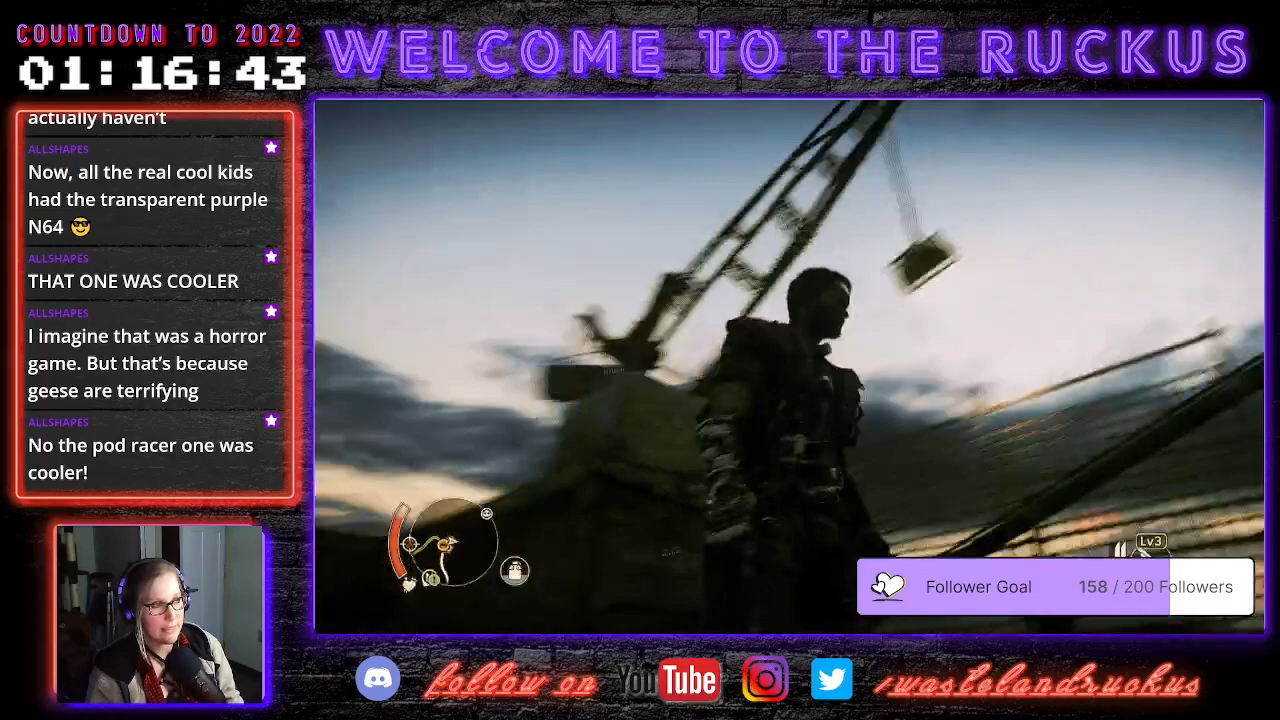 COUNTDOWN TO 2022
01:16:43
WELCOME TO THE RUCKUS
actually haven't
ALLSHAPES
Now, all the real cool kids
had the transparent purple
N64 😎
ALLSHAPES
THAT ONE WAS COOLER
ALLSHAPES
I imagine that was a horror
game. But that's because
geese are terrifying
ALLSHAPES
No the pod racer one was
cooler!
Lv3
Follower Goal 158 / 200 Followers
follow on YouTube /wastelandruckus